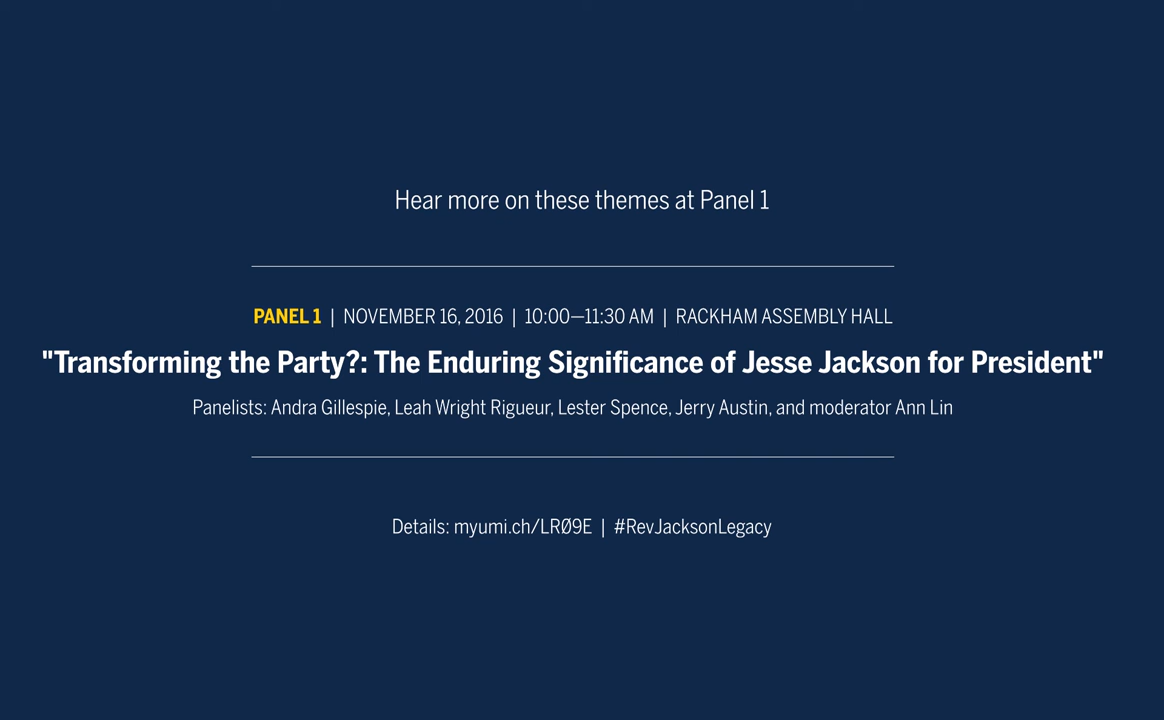 Hear more on these themes at Panel 1
PANEL 1 | NOVEMBER 16, 2016 | 10:00—11:30 AM | RACKHAM ASSEMBLY HALL
"Transforming the Party?: The Enduring Significance of Jesse Jackson for President"
Panelists: Andra Gillespie, Leah Wright Rigueur, Lester Spence, Jerry Austin, and moderator Ann Lin
Details: myumi.ch/LRØ9E | #RevJacksonLegacy